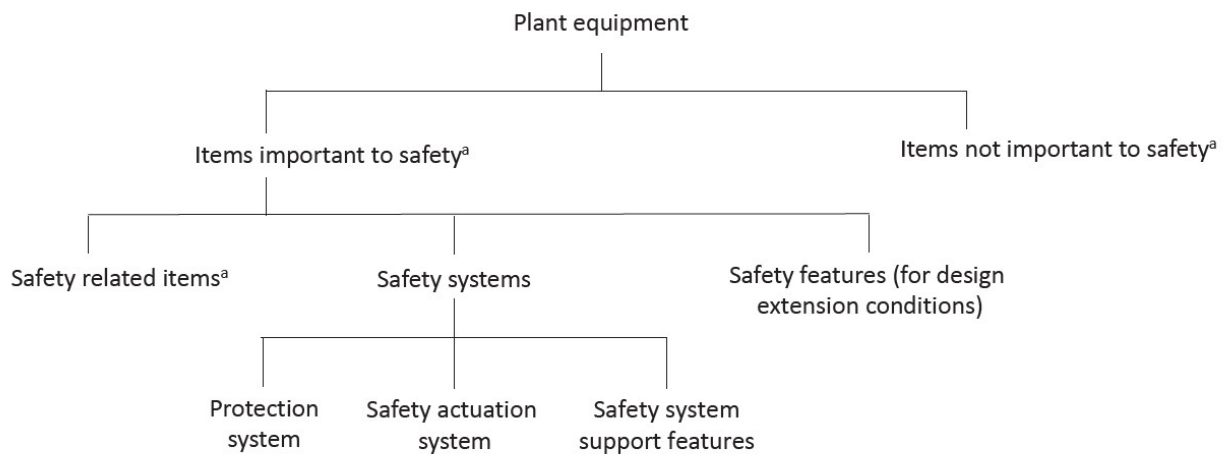 Plant equipment
Items important to safetyᵃ
Items not important to safetyᵃ
Safety related itemsᵃ
Safety systems
Safety features (for design
extension conditions)
Protection
system
Safety actuation
system
Safety system
support features